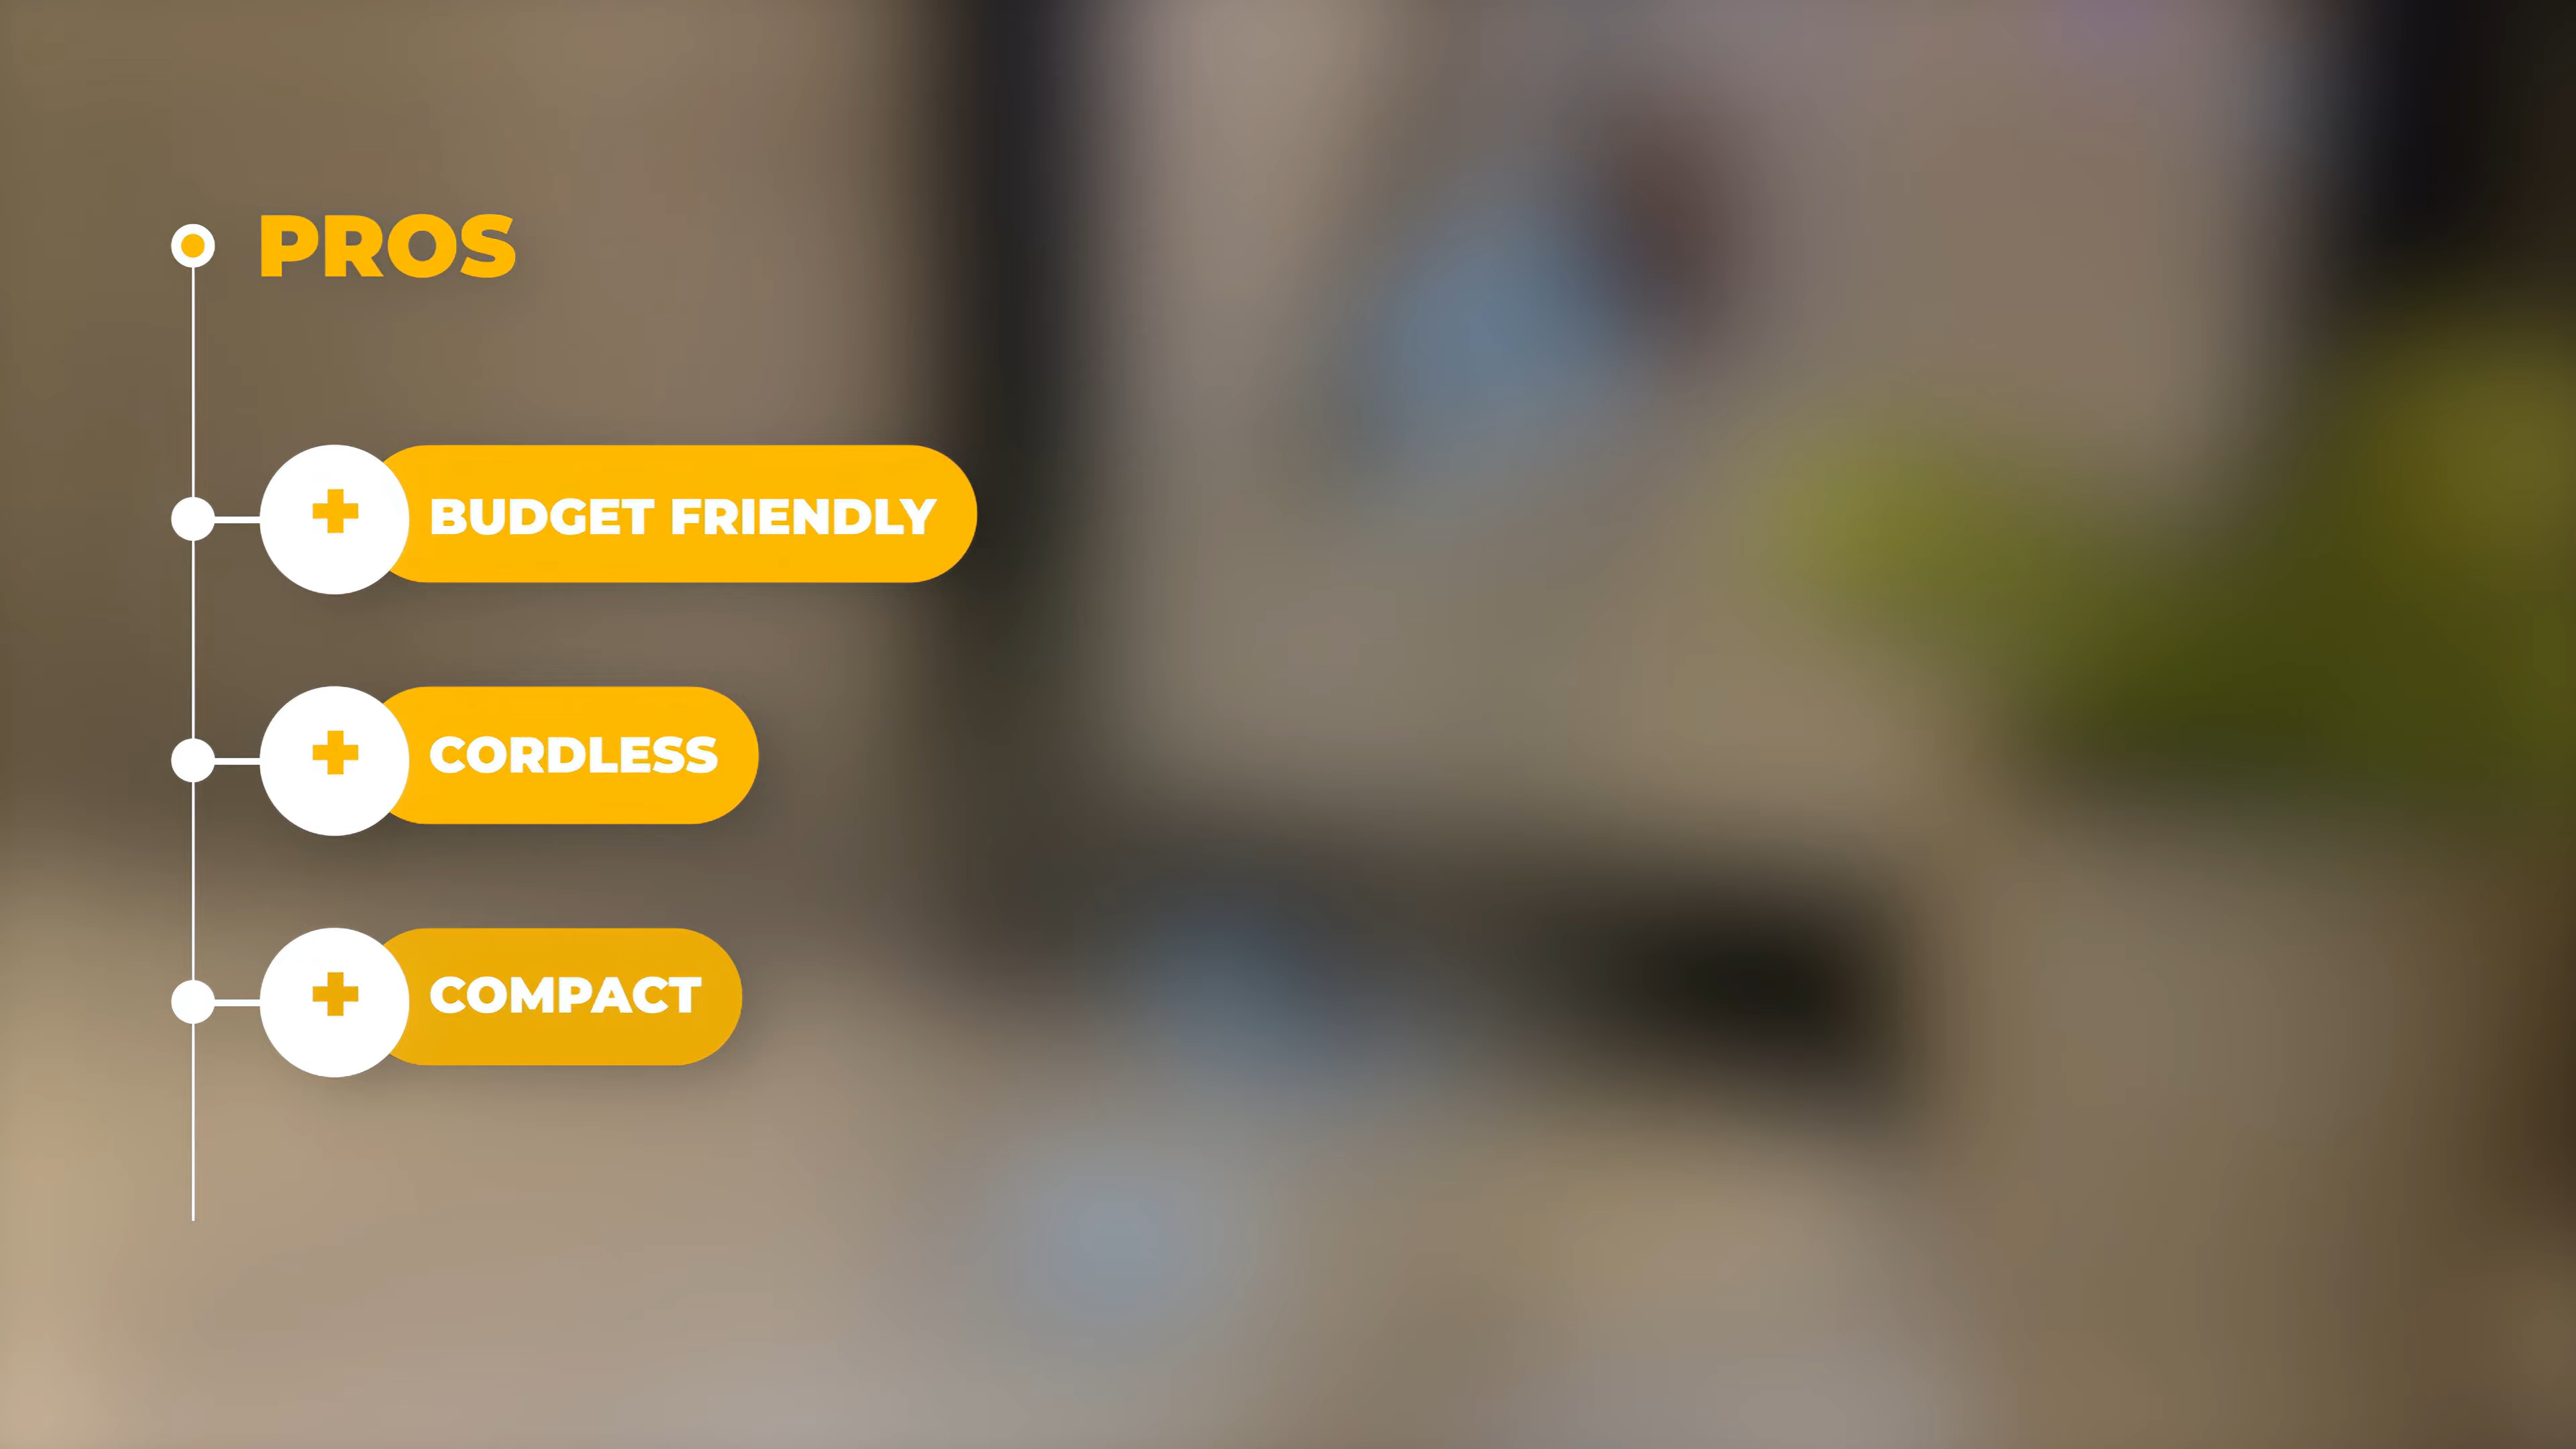 PROS
+ BUDGET FRIENDLY
+ CORDLESS
+ COMPACT